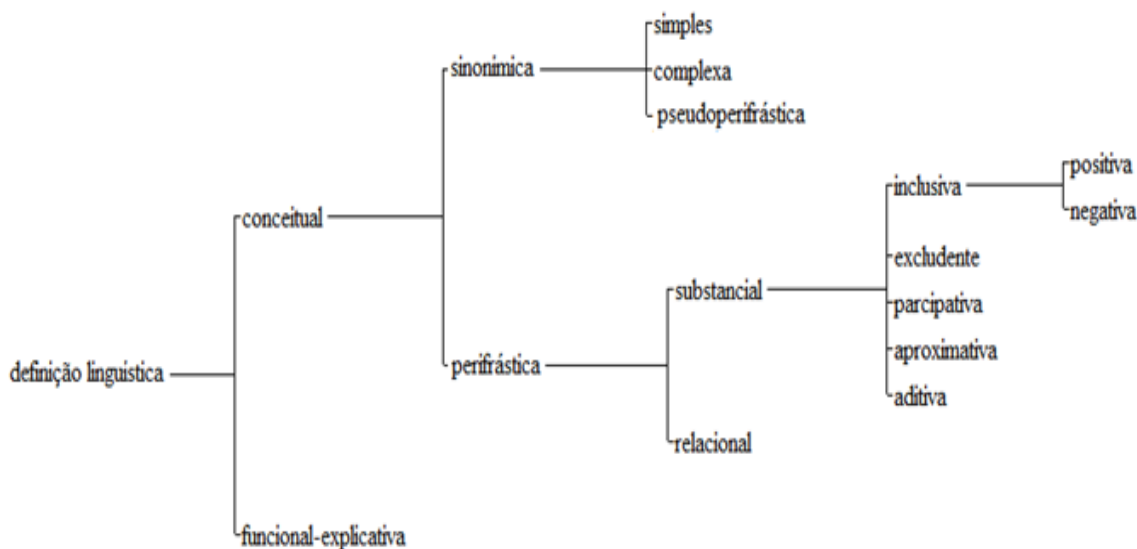 simples
sinonimica
complexa
pseudoperifrástica
positiva
inclusiva
negativa
conceitual
excludente
substancial
parcipativa
aproximativa
perifrástica
definição linguistica
aditiva
relacional
funcional-explicativa